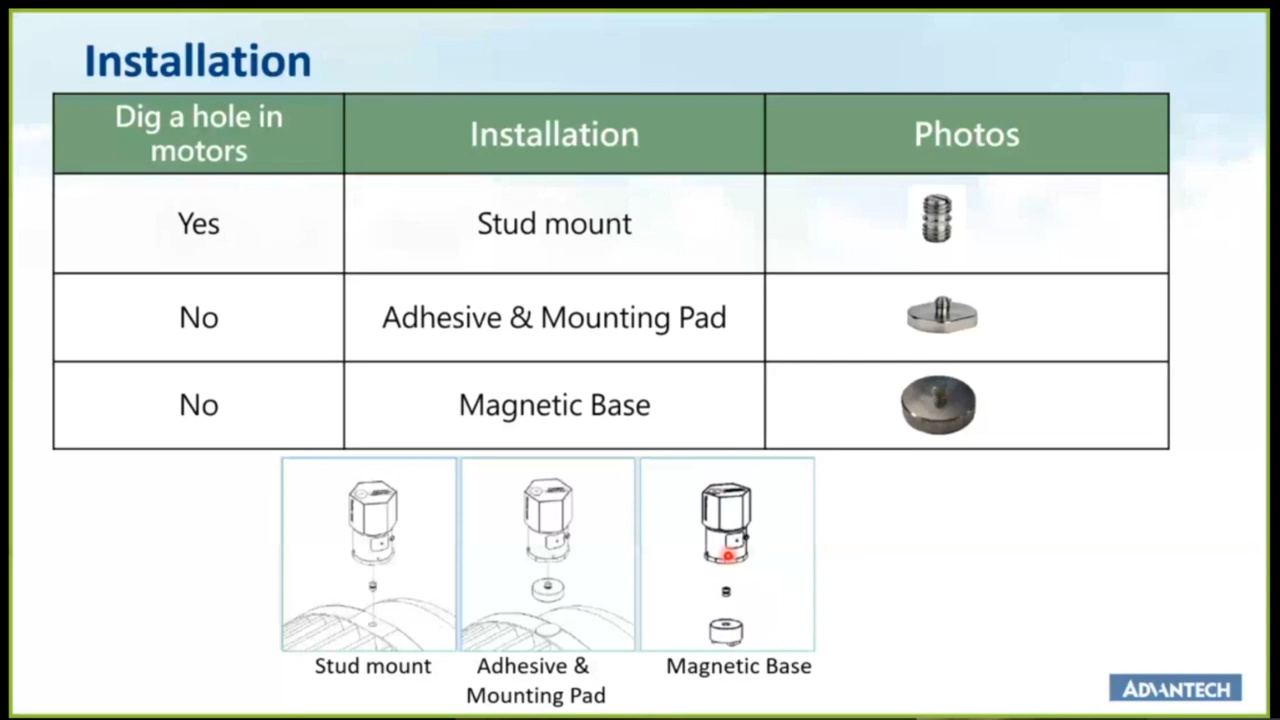 Installation
Dig a hole in
motors
Installation
Photos
Yes
Stud mount
No
Adhesive & Mounting Pad
No
Magnetic Base
Stud mount
Adhesive &
Mounting Pad
Magnetic Base
ADVANTECH